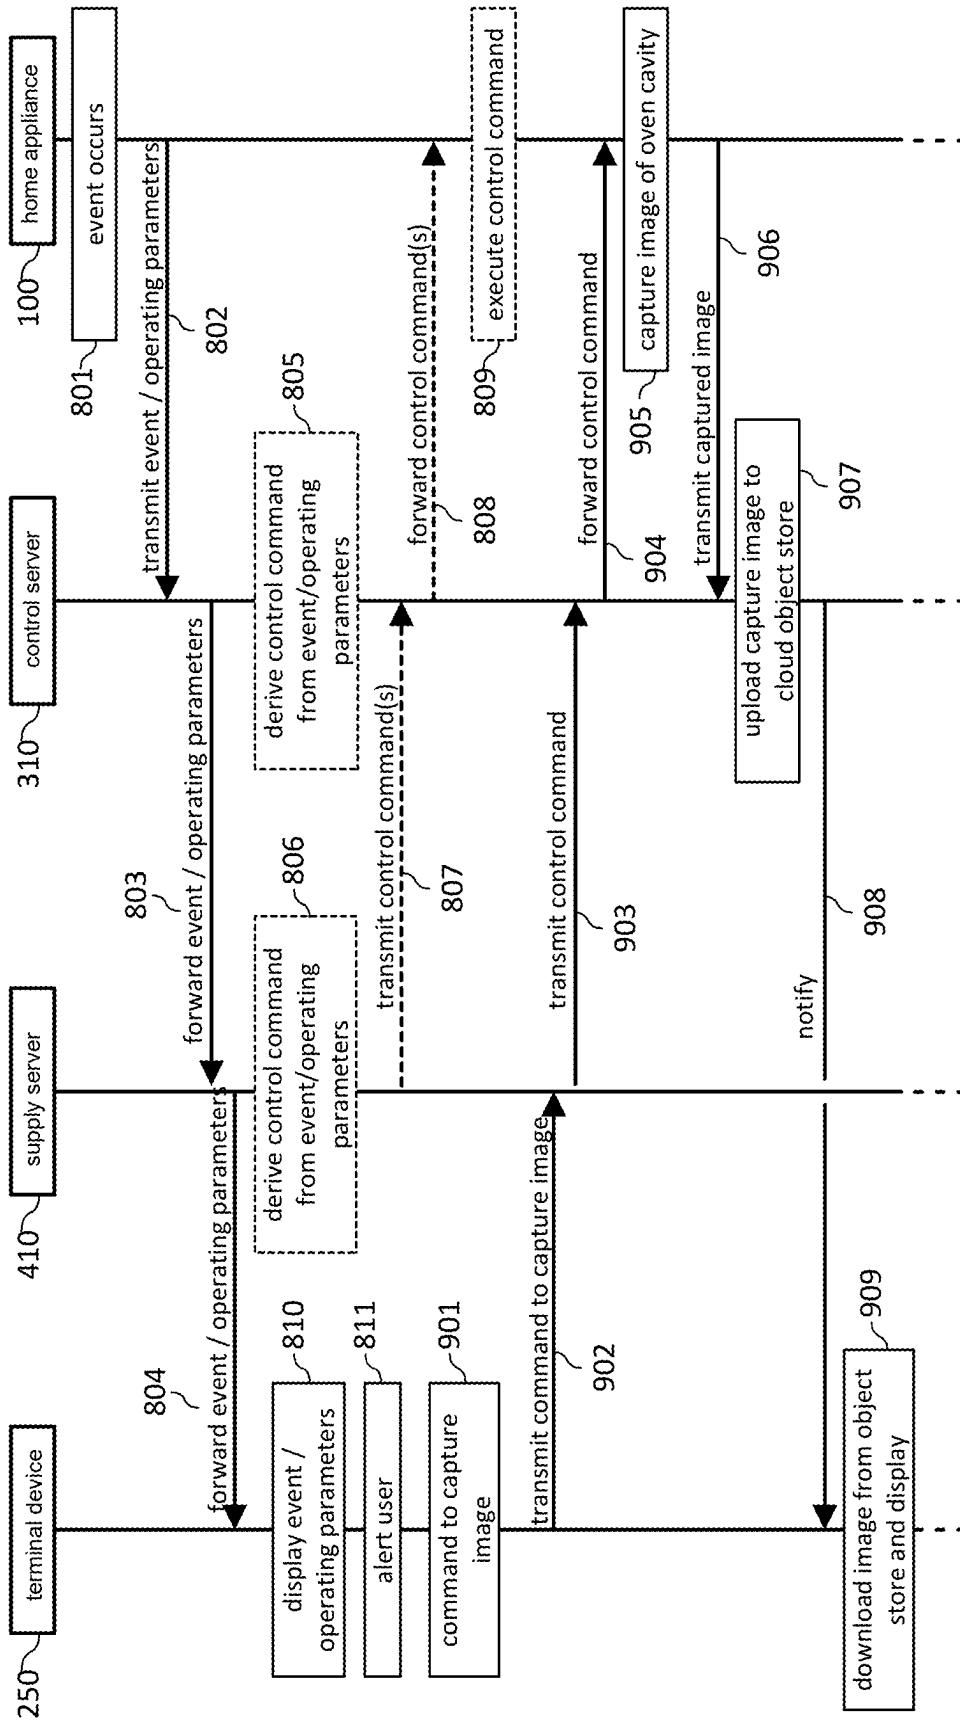 terminal device
250
supply server
410
control server
310
home appliance
100
event occurs
801
transmit event / operating parameters
802
803
forward event / operating parameters
804
forward event / operating parameters
derive control command
from event/operating
parameters
805
derive control command
from event/operating
parameters
806
display event /
operating parameters
810
alert user
811
transmit control command(s)
807
forward control command(s)
808
execute control command
809
command to capture
image
901
transmit command to capture image
902
transmit control command
903
forward control command
904
capture image of oven cavity
905
transmit captured image
906
upload capture image to
cloud object store
907
notify
908
download image from object
store and display
909